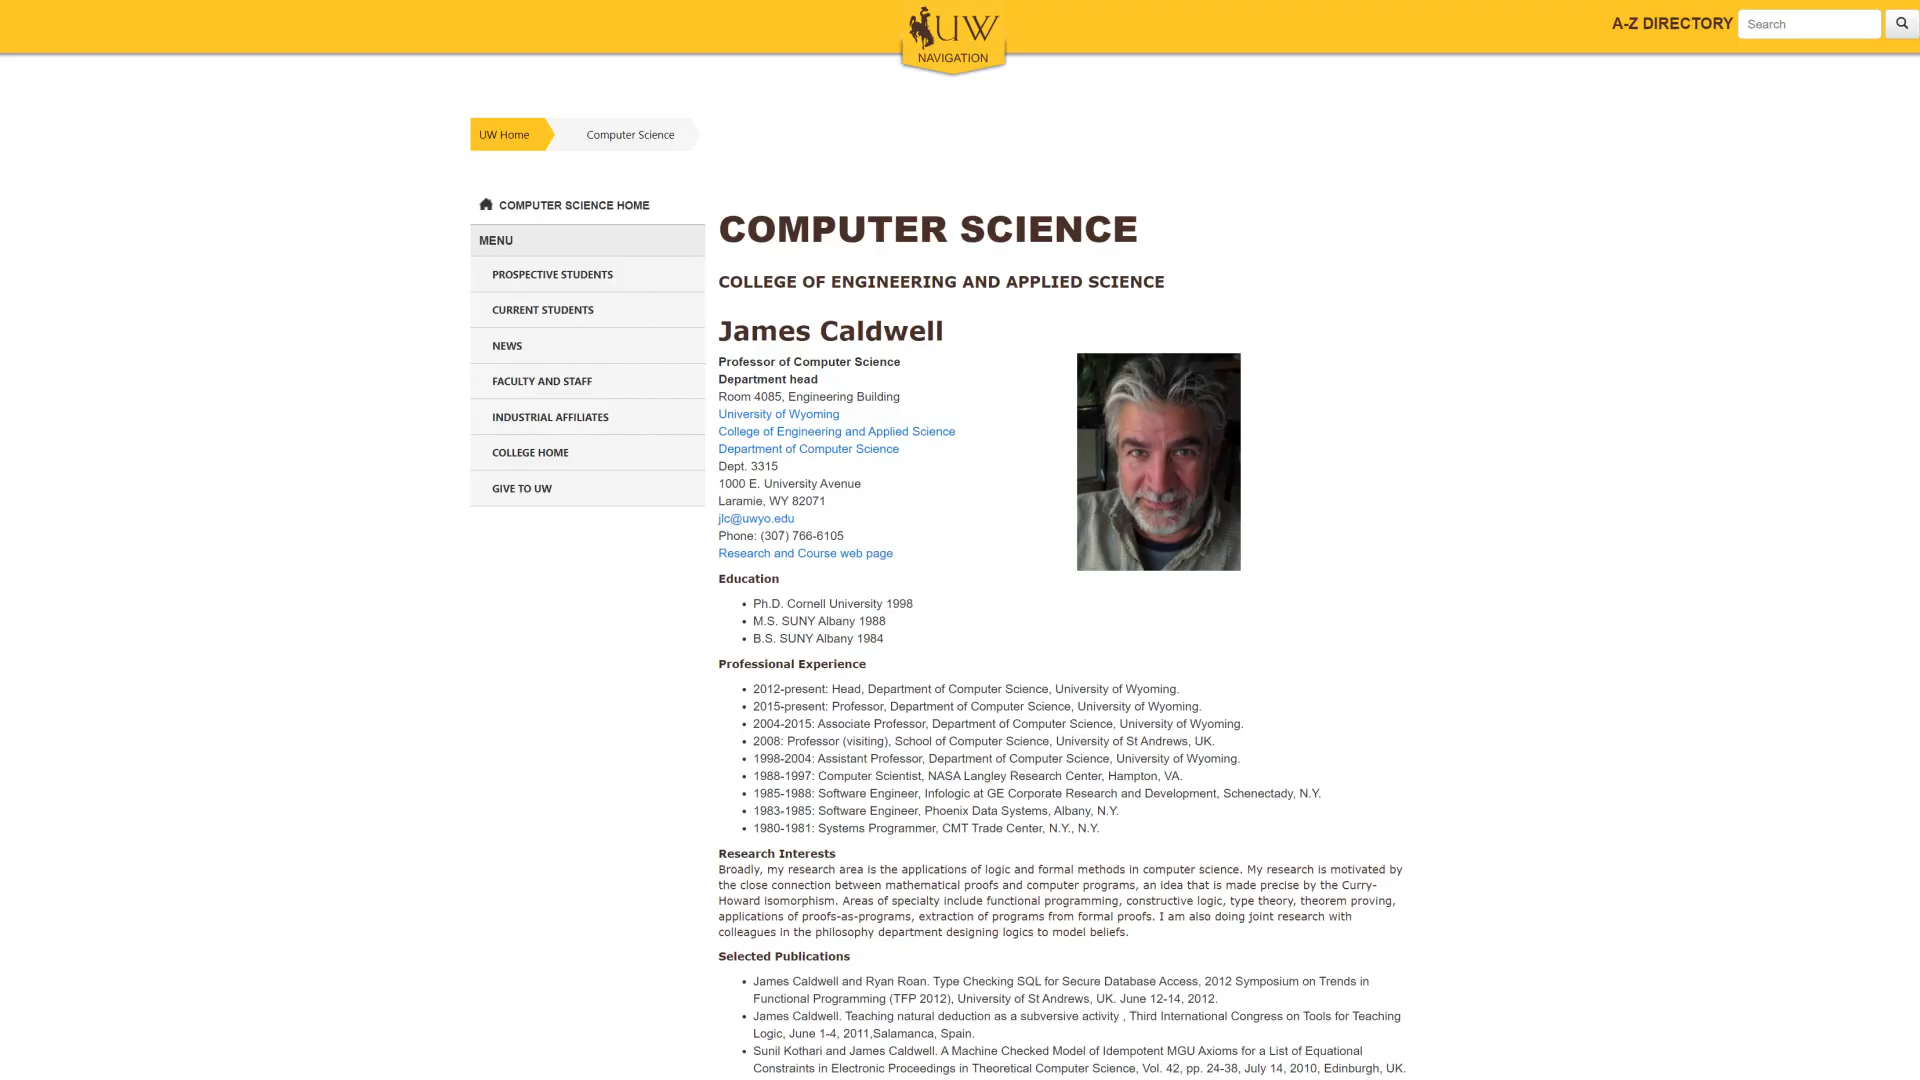 UW
NAVIGATION
A-Z DIRECTORY
Search
UW Home
Computer Science
COMPUTER SCIENCE HOME
MENU
PROSPECTIVE STUDENTS
CURRENT STUDENTS
NEWS
FACULTY AND STAFF
INDUSTRIAL AFFILIATES
COLLEGE HOME
GIVE TO UW
COMPUTER SCIENCE
COLLEGE OF ENGINEERING AND APPLIED SCIENCE
James Caldwell
Professor of Computer Science
Department head
Room 4085, Engineering Building
University of Wyoming
College of Engineering and Applied Science
Department of Computer Science
Dept. 3315
1000 E. University Avenue
Laramie, WY 82071
jlc@uwyo.edu
Phone: (307) 766-6105
Research and Course web page
Education
• Ph.D. Cornell University 1998
• M.S. SUNY Albany 1988
• B.S. SUNY Albany 1984
Professional Experience
• 2012-present: Head, Department of Computer Science, University of Wyoming.
• 2015-present: Professor, Department of Computer Science, University of Wyoming.
• 2004-2015: Associate Professor, Department of Computer Science, University of Wyoming.
• 2008: Professor (visiting), School of Computer Science, University of St Andrews, UK.
• 1998-2004: Assistant Professor, Department of Computer Science, University of Wyoming.
• 1988-1997: Computer Scientist, NASA Langley Research Center, Hampton, VA.
• 1985-1988: Software Engineer, Infologic at GE Corporate Research and Development, Schenectady, N.Y.
• 1983-1985: Software Engineer, Phoenix Data Systems, Albany, N.Y.
• 1980-1981: Systems Programmer, CMT Trade Center, N.Y., N.Y.
Research Interests
Broadly, my research area is the applications of logic and formal methods in computer science. My research is motivated by
the close connection between mathematical proofs and computer programs, an idea that is made precise by the Curry-
Howard isomorphism. Areas of specialty include functional programming, constructive logic, type theory, theorem proving,
applications of proofs-as-programs, extraction of programs from formal proofs. I am also doing joint research with
colleagues in the philosophy department designing logics to model beliefs.
Selected Publications
• James Caldwell and Ryan Roan. Type Checking SQL for Secure Database Access, 2012 Symposium on Trends in
Functional Programming (TFP 2012), University of St Andrews, UK. June 12-14, 2012.
• James Caldwell. Teaching natural deduction as a subversive activity , Third International Congress on Tools for Teaching
Logic, June 1-4, 2011,Salamanca, Spain.
• Sunil Kothari and James Caldwell. A Machine Checked Model of Idempotent MGU Axioms for a List of Equational
Constraints in Electronic Proceedings in Theoretical Computer Science, Vol. 42, pp. 24-38, July 14, 2010, Edinburgh, UK.